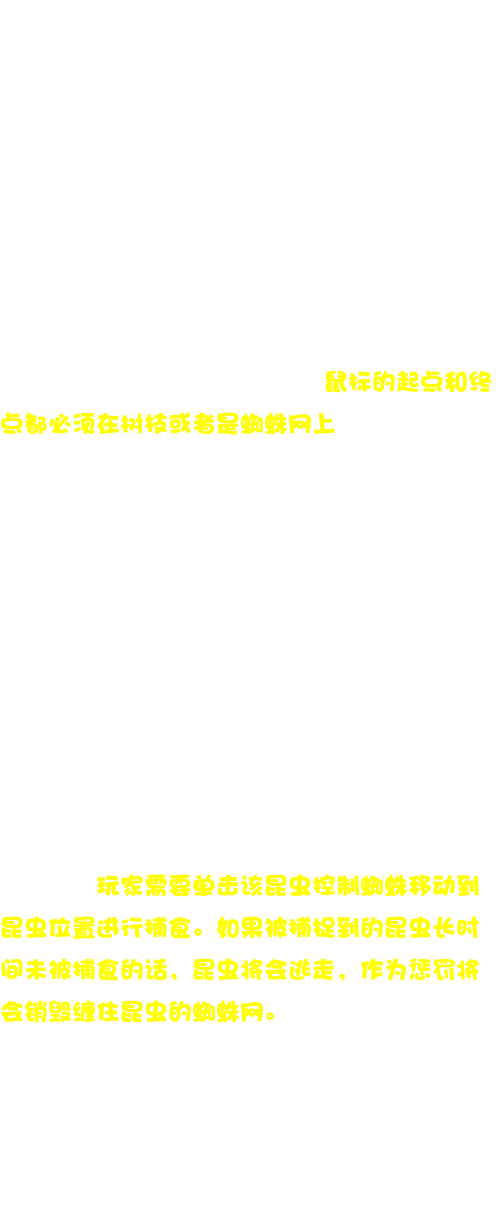 鼠标的起点和终
点都必须在树枝或者是蜘蛛网上
玩家需要单击该昆虫控制蜘蛛移动到
昆虫位置进行捕食。如果被捕捉到的昆虫长时
间未被捕食的话、昆虫将会逃走、作为惩罚将
会销毁缠住昆虫的蜘蛛网。